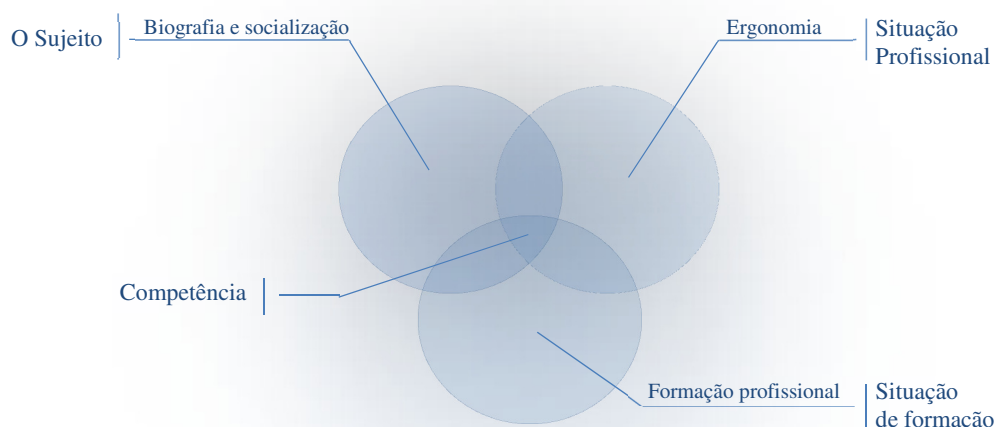 O Sujeito
Biografia e socialização
Ergonomia
Situação
Profissional
Competência
Formação profissional
Situação
de formação